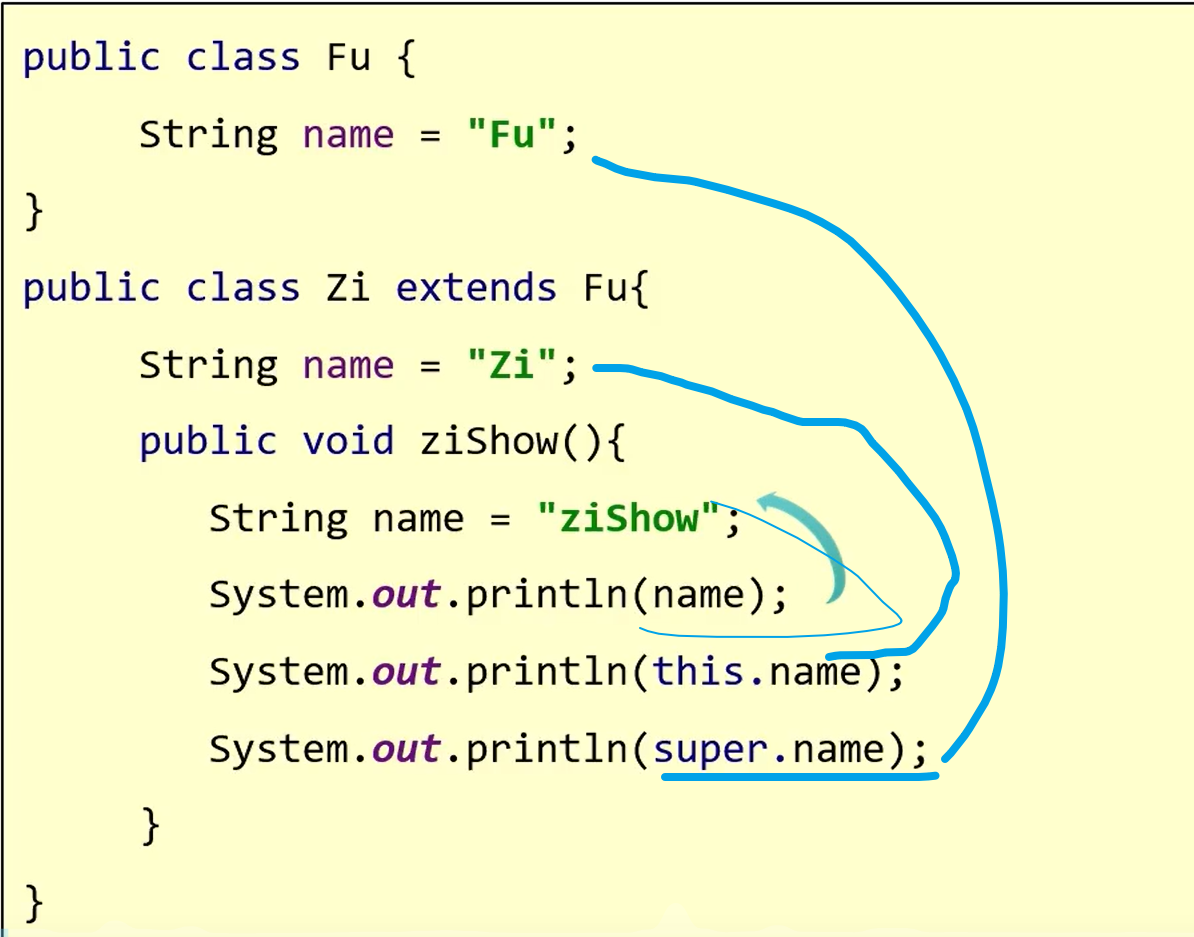 public class Fu {
String name = "Fu";
}
public class Zi extends Fu{
String name = "Zi";
public void ziShow(){
String name = "ziShow";
System.out.println(name);
System.out.println(this.name);
System.out.println(super.name);
}
}